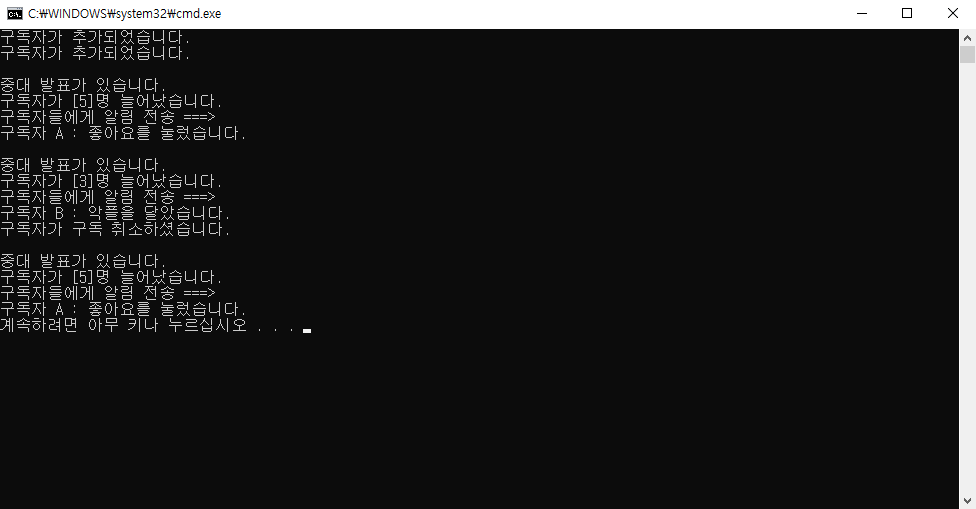 C:₩WINDOWS₩system32₩cmd.exe
구독자가 추가되었습니다.
구독자가 추가되었습니다.
중대 발표가 있습니다.
구독자가 [5]명 늘어났습니다.
구독자들에게 알림 전송 ===>
구독자 A : 좋아요를 눌렀습니다.
중대 발표가 있습니다.
구독자가 [3]명 늘어났습니다.
구독자들에게 알림 전송 ===>
구독자 B : 악플을 달았습니다.
구독자가 구독 취소하셨습니다.
중대 발표가 있습니다.
구독자가 [5]명 늘어났습니다.
구독자들에게 알림 전송 ===>
구독자 A : 좋아요를 눌렀습니다.
계속하려면 아무 키나 누르십시오 . . .